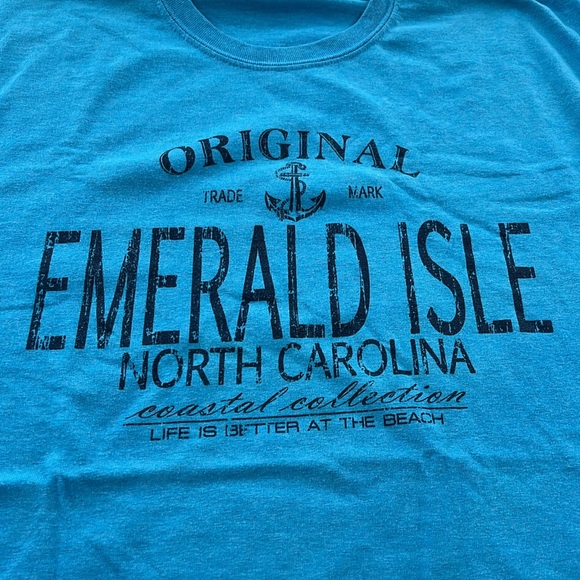 ORIGINAL
TRADE MARK
EMERALD ISLE
NORTH CAROLINA
coastal collection
LIFE IS BETTER AT THE BEACH